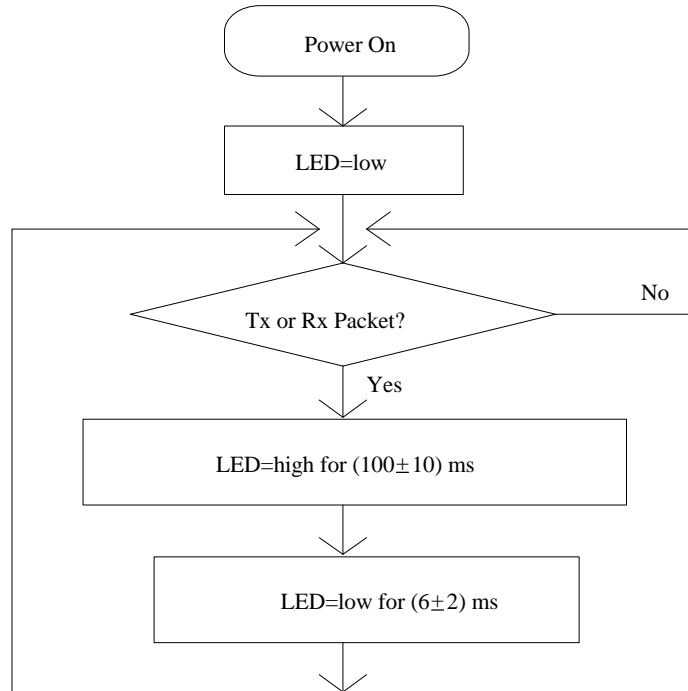 Power On
LED=low
No
Tx or Rx Packet?
Yes
LED=high for (100±10) ms
LED=low for (6±2) ms